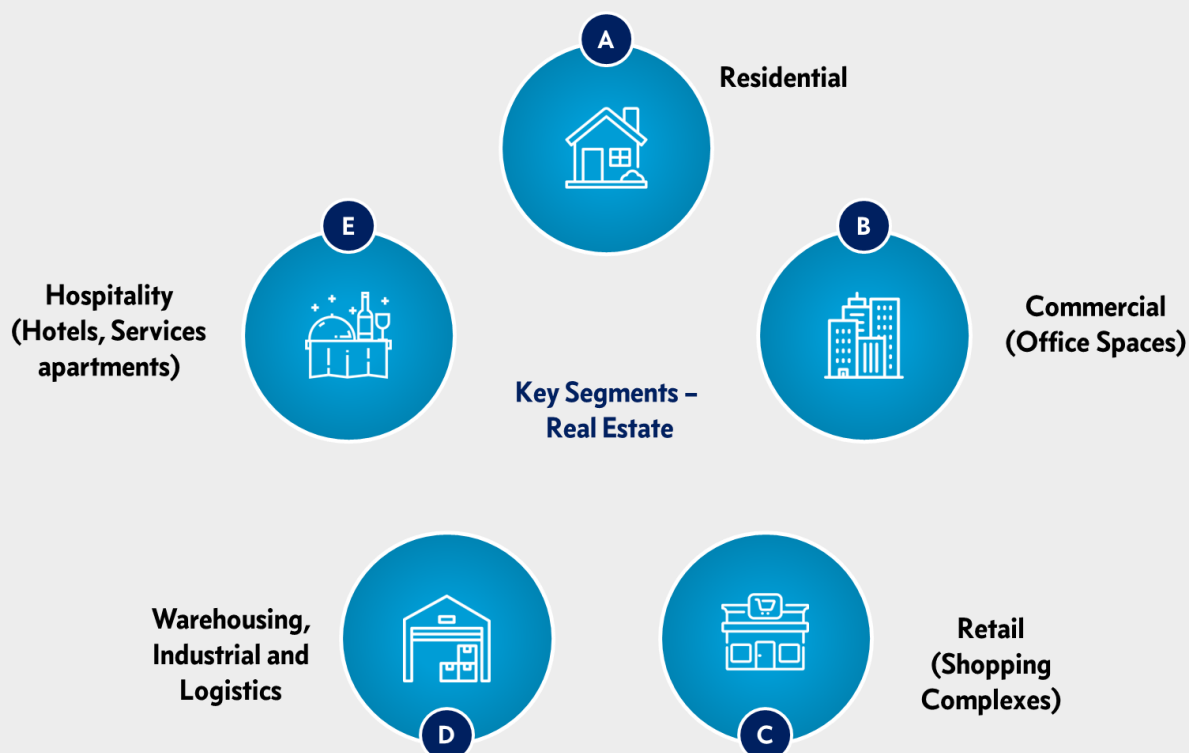 A
Residential
B
Commercial
(Office Spaces)
E
Hospitality
(Hotels, Services
apartments)
Key Segments –
Real Estate
Warehousing,
Industrial and
Logistics
D
Retail
(Shopping
Complexes)
C